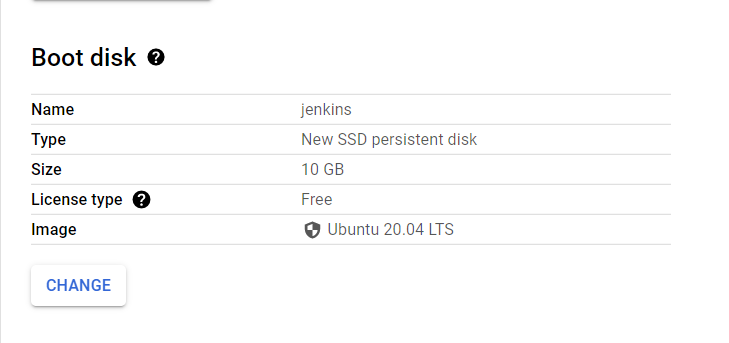 Boot disk ?
Name jenkins
Type New SSD persistent disk
Size 10 GB
License type ? Free
Image Ubuntu 20.04 LTS
CHANGE